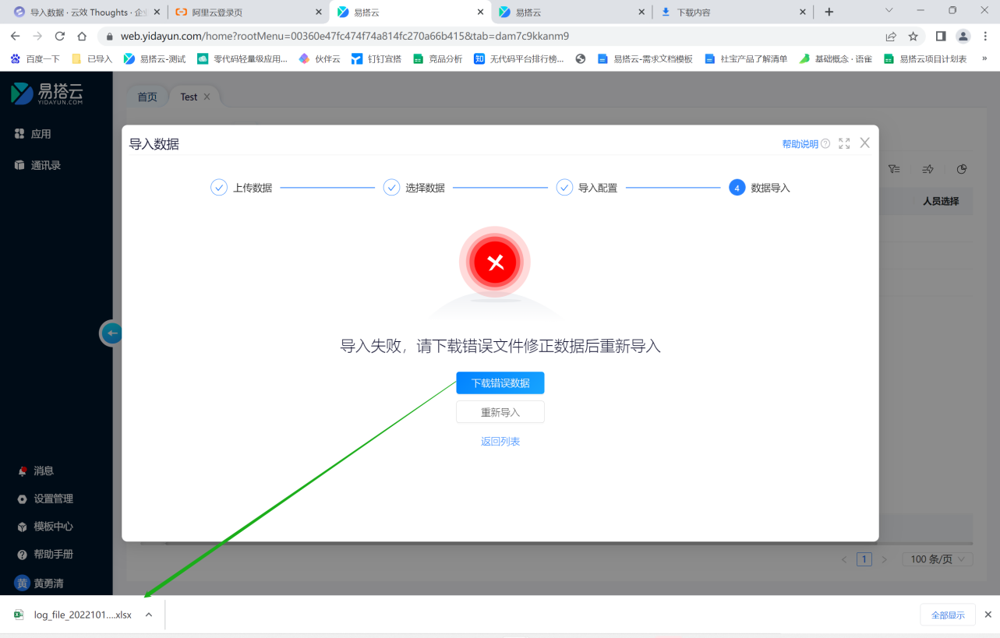 导入数据 · 云效 Thoughts · 企业
阿里云登录页
易搭云
易搭云
下载内容
web.yidayun.com/home?rootMenu=00360e47fc474f74a814fc270a66b415&tab=dam7c9kkanm9
百度一下
已导入
易搭云-测试
零代码轻量级应用...
伙伴云
钉钉宜搭
竞品分析
知 无代码平台排行榜...
易搭云-需求文档模板
社宝产品了解清单
基础概念 · 语雀
易搭云项目计划表
»
易搭云
YIDAYUN.COM
首页
Test
应用
通讯录
导入数据
帮助说明
上传数据
选择数据
导入配置
4 数据导入
人员选择
导入失败，请下载错误文件修正数据后重新导入
下载错误数据
重新导入
返回列表
消息
设置管理
模板中心
帮助手册
黄 黄勇清
1
100 条/页
log_file_2022101....xlsx
全部显示